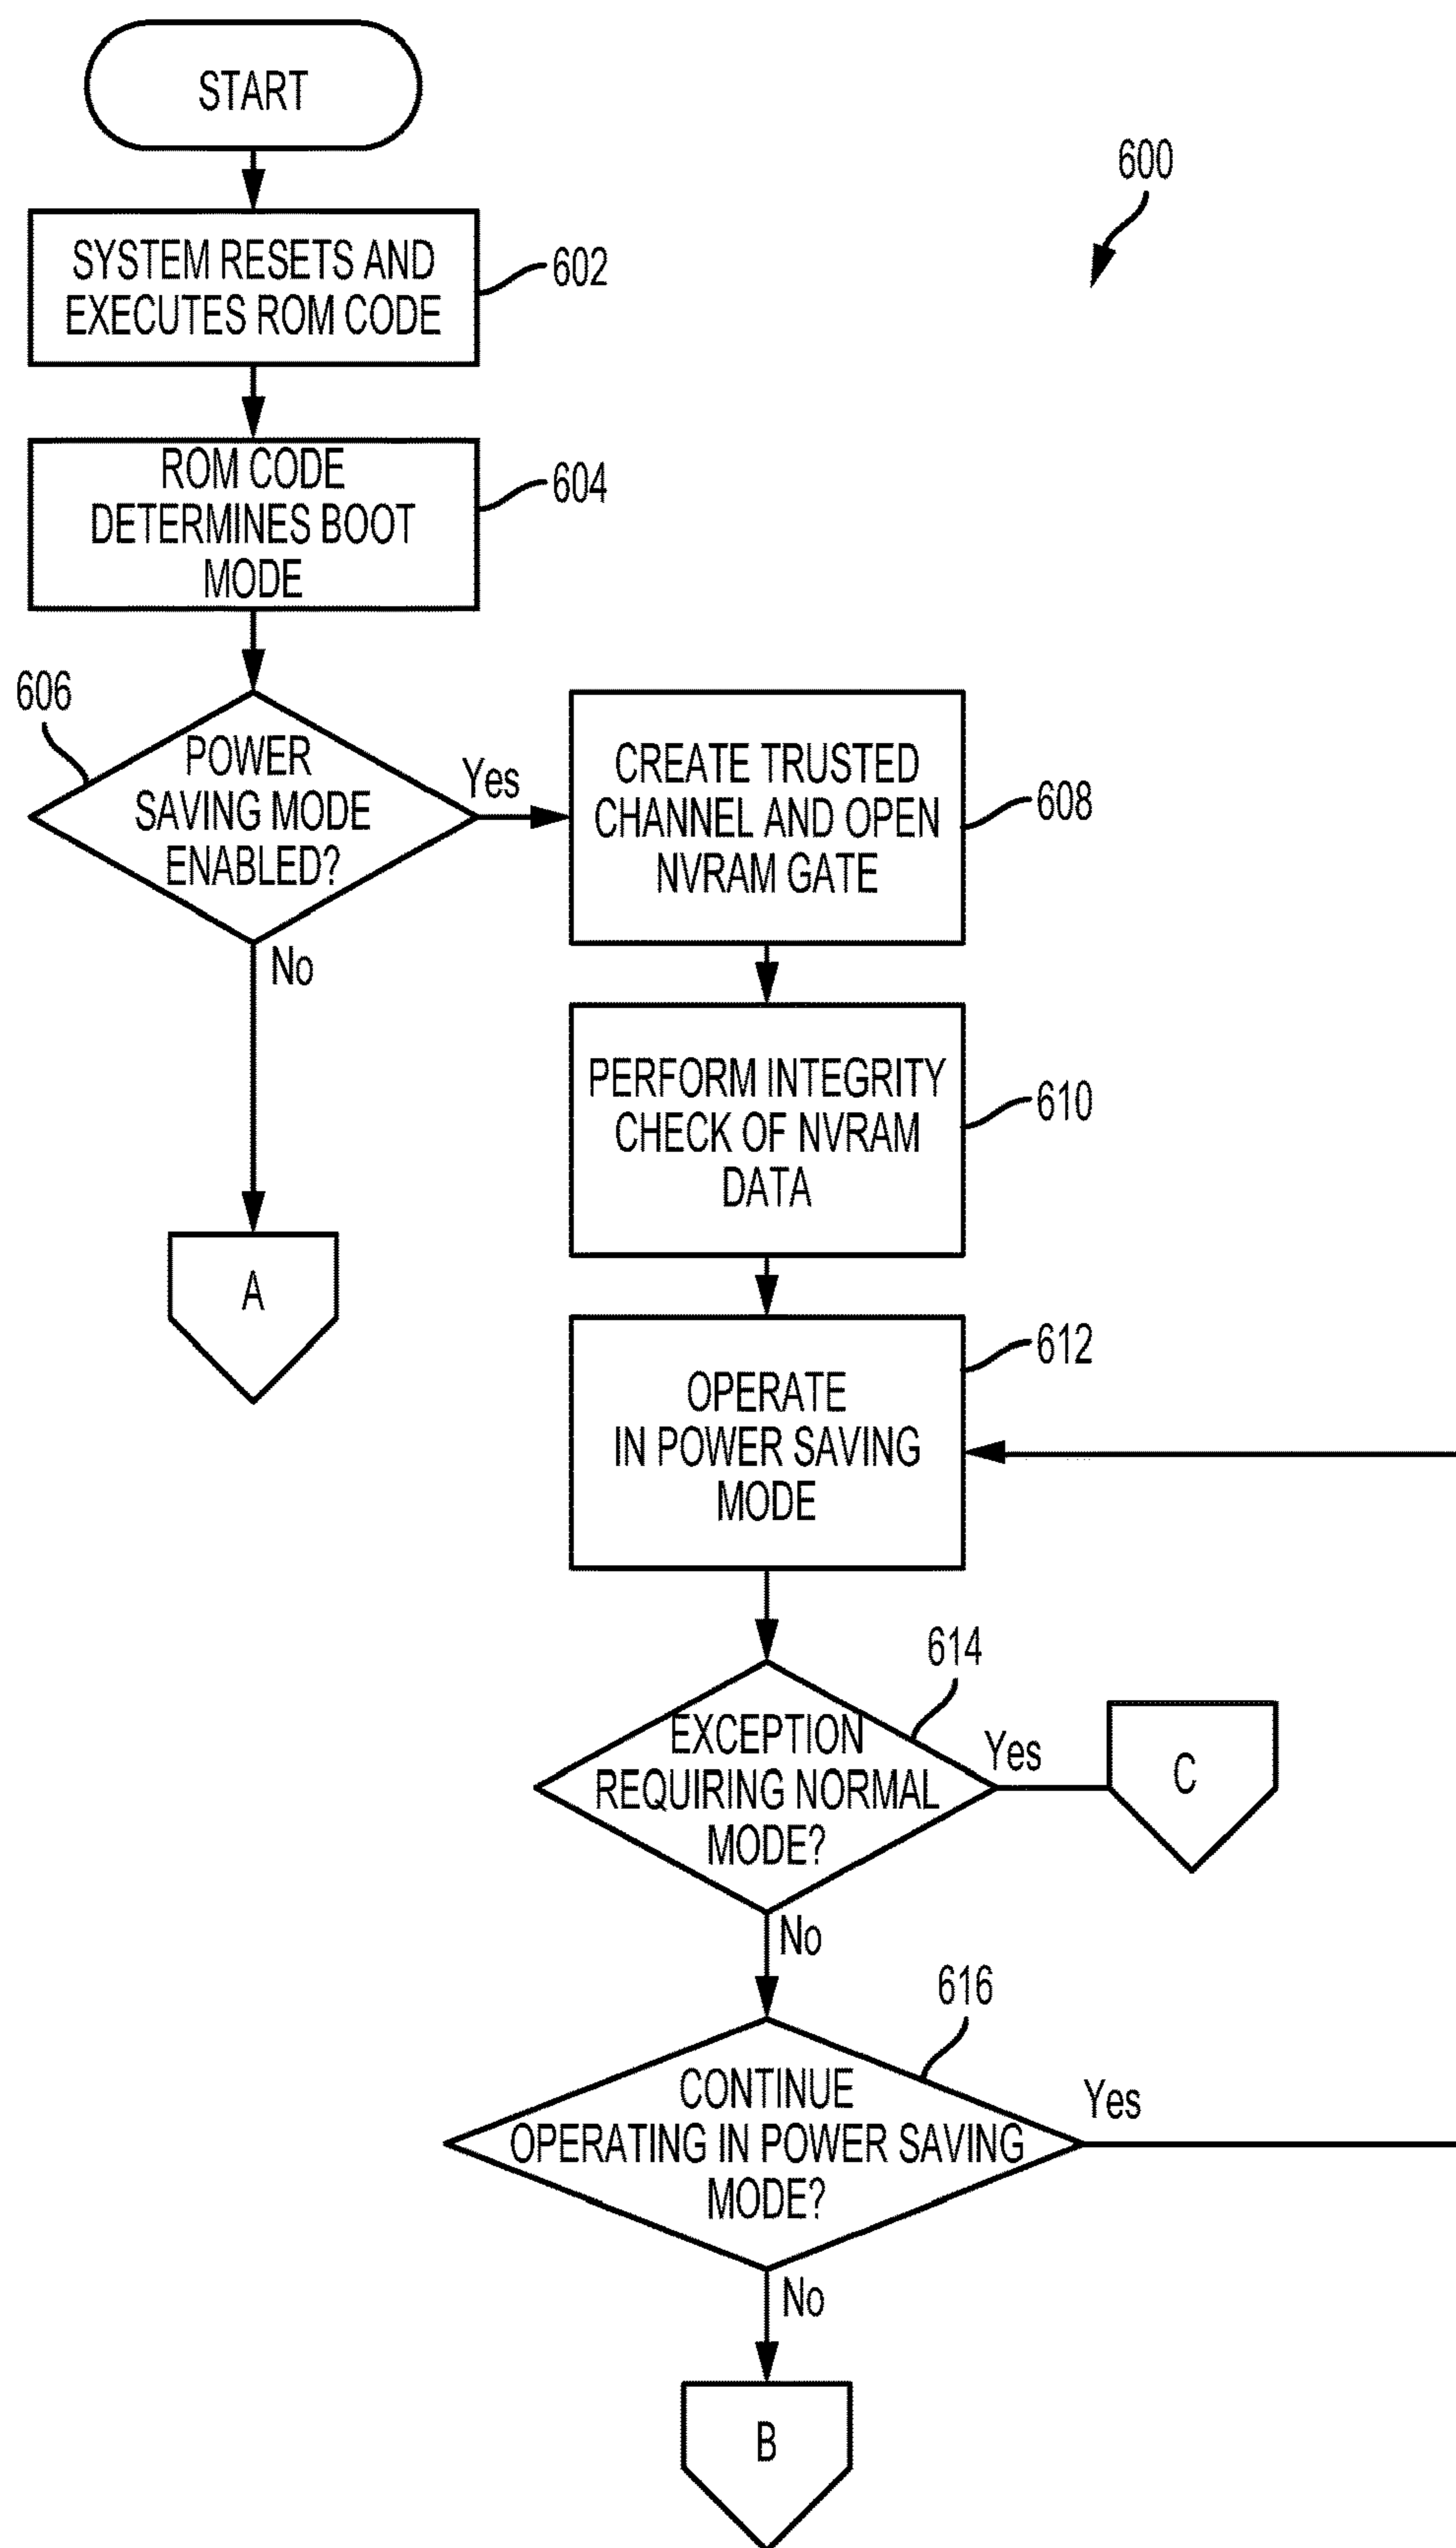 START
600
SYSTEM RESETS AND
EXECUTES ROM CODE
602
ROM CODE
DETERMINES BOOT
MODE
604
606
POWER
SAVING MODE
ENABLED?
Yes
No
CREATE TRUSTED
CHANNEL AND OPEN
NVRAM GATE
608
PERFORM INTEGRITY
CHECK OF NVRAM
DATA
610
A
OPERATE
IN POWER SAVING
MODE
612
614
EXCEPTION
REQUIRING NORMAL
MODE?
Yes
C
No
616
CONTINUE
OPERATING IN POWER SAVING
MODE?
Yes
No
B